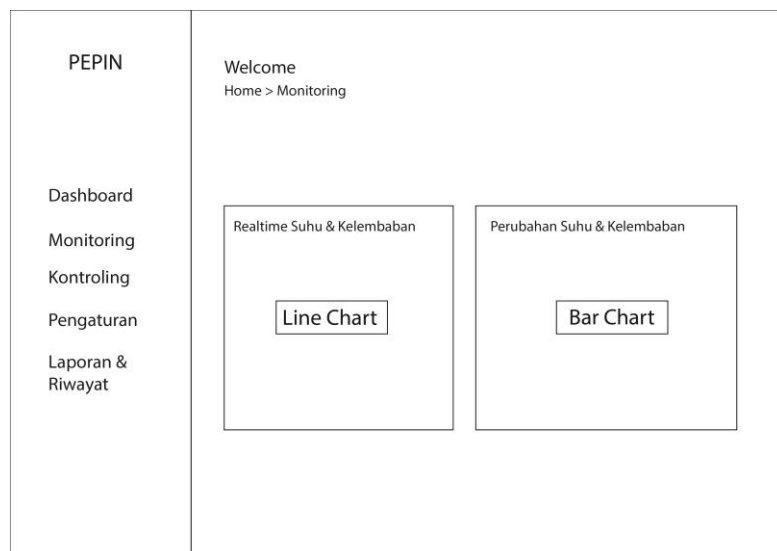 PEPIN
Dashboard
Monitoring
Kontroling
Pengaturan
Laporan &
Riwayat
Welcome
Home > Monitoring
Realtime Suhu & Kelembaban
Line Chart
Perubahan Suhu & Kelembaban
Bar Chart